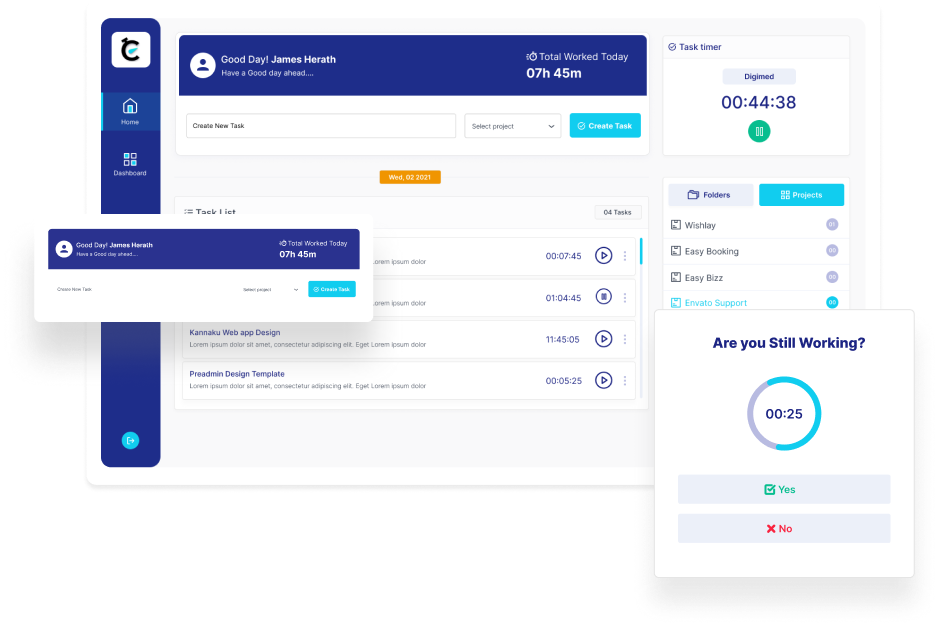 Home
Dashboard
Good Day! James Herath
Have a Good day ahead....
Total Worked Today
07h 45m
Create New Task
Select project
Create Task
Wed, 02 2021
Task List
04 Tasks
Lorem ipsum dolor
00:07:45
Lorem ipsum dolor
01:04:45
Kannaku Web app Design
Lorem ipsum dolor sit amet, consectetur adipiscing elit. Eget Lorem ipsum dolor
11:45:05
Preadmin Design Template
Lorem ipsum dolor sit amet, consectetur adipiscing elit. Eget Lorem ipsum dolor
00:05:25
Task timer
Digimed
00:44:38
Folders
Projects
Wishlay
01
Easy Booking
00
Easy Bizz
00
Envato Support
00
Good Day! James Herath
Have a Good day ahead....
Total Worked Today
07h 45m
Create New Task
Select project
Create Task
Are you Still Working?
00:25
Yes
No